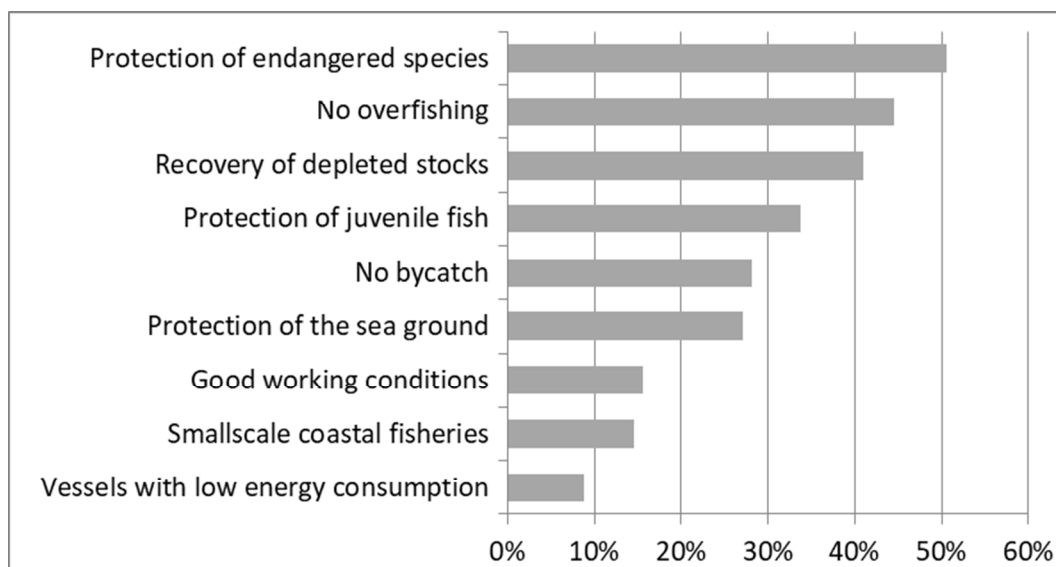 Protection of endangered species
No overfishing
Recovery of depleted stocks
Protection of juvenile fish
No bycatch
Protection of the sea ground
Good working conditions
Smallscale coastal fisheries
Vessels with low energy consumption
0% 10% 20% 30% 40% 50% 60%